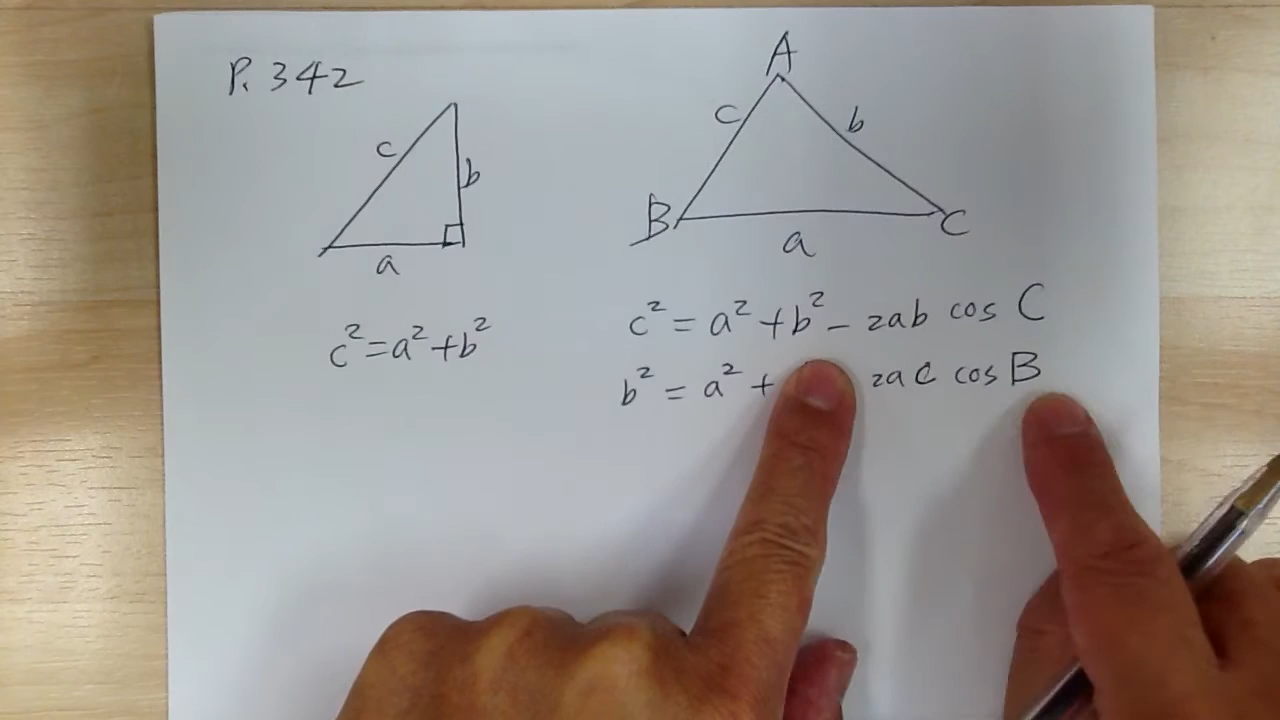 P. 342
c
b
a
c² = a² + b²
A
c
b
B
C
a
c² = a² + b² - 2ab cos C
b² = a² + 2ac cos B